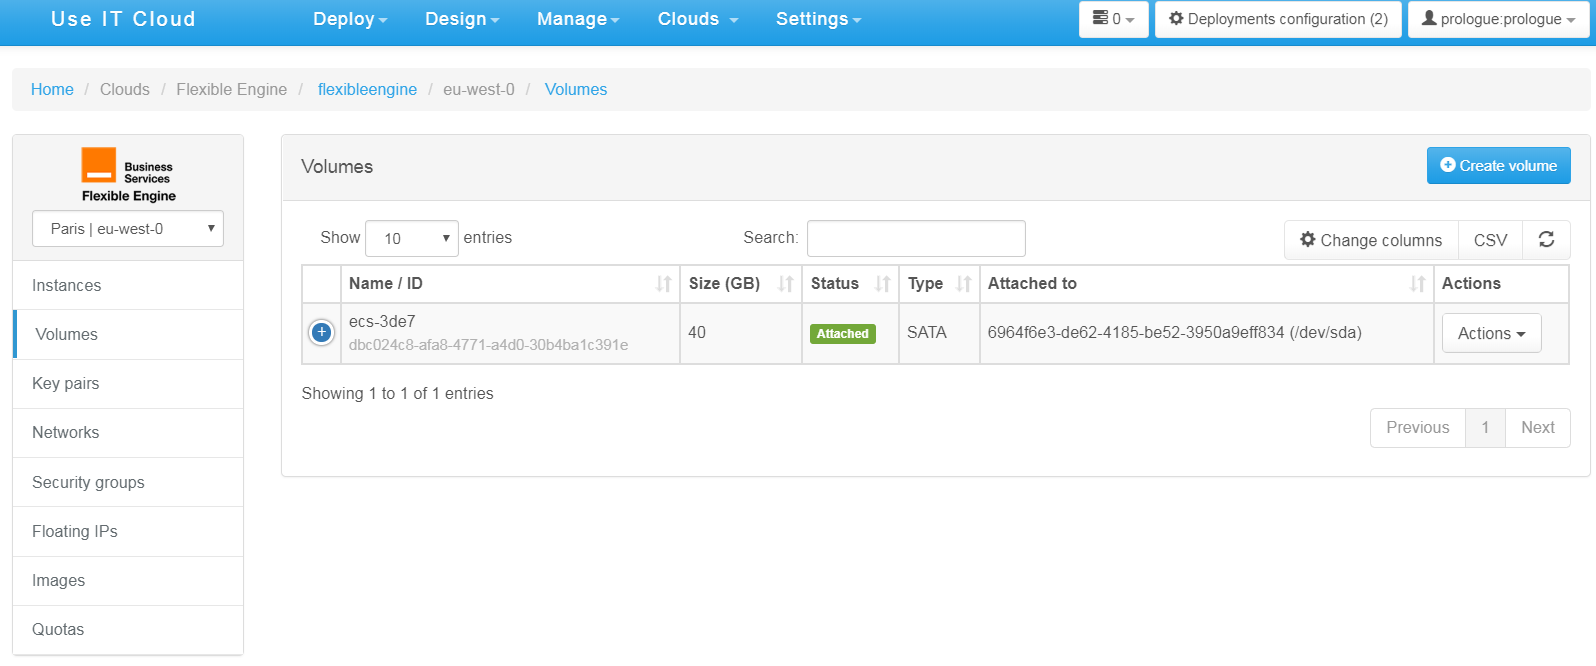 Use IT Cloud Deploy Design Manage Clouds Settings 0 Deployments configuration (2) prologue:prologue
Home / Clouds / Flexible Engine / flexibleengine / eu-west-0 / Volumes
Business
Services
Flexible Engine
Paris | eu-west-0
Instances
Volumes
Key pairs
Networks
Security groups
Floating IPs
Images
Quotas
Volumes
Create volume
Show 10 entries
Search:
Change columns CSV
Name / ID Size (GB) Status Type Attached to Actions
ecs-3de7
dbc024c8-afa8-4771-a4d0-30b4ba1c391e
40 Attached SATA 6964f6e3-de62-4185-be52-3950a9eff834 (/dev/sda) Actions
Showing 1 to 1 of 1 entries
Previous 1 Next